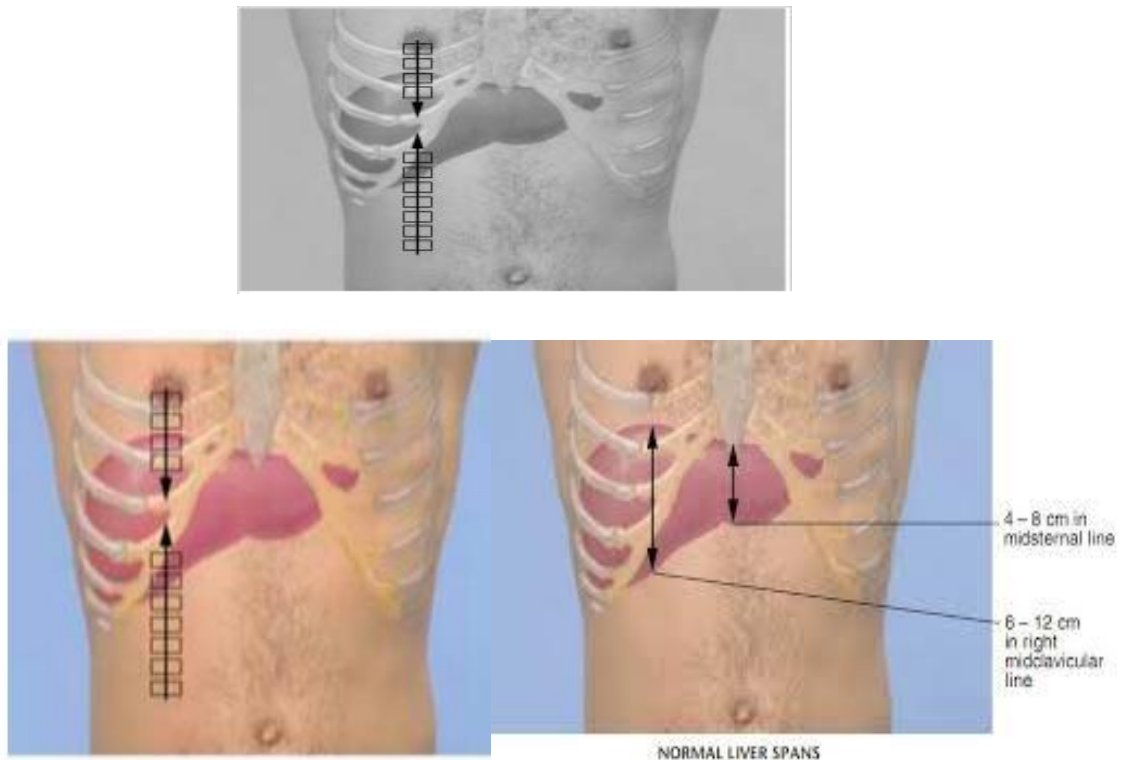 4 – 8 cm in
midsternal line
6 – 12 cm
in right
midclavicular
line
NORMAL LIVER SPANS